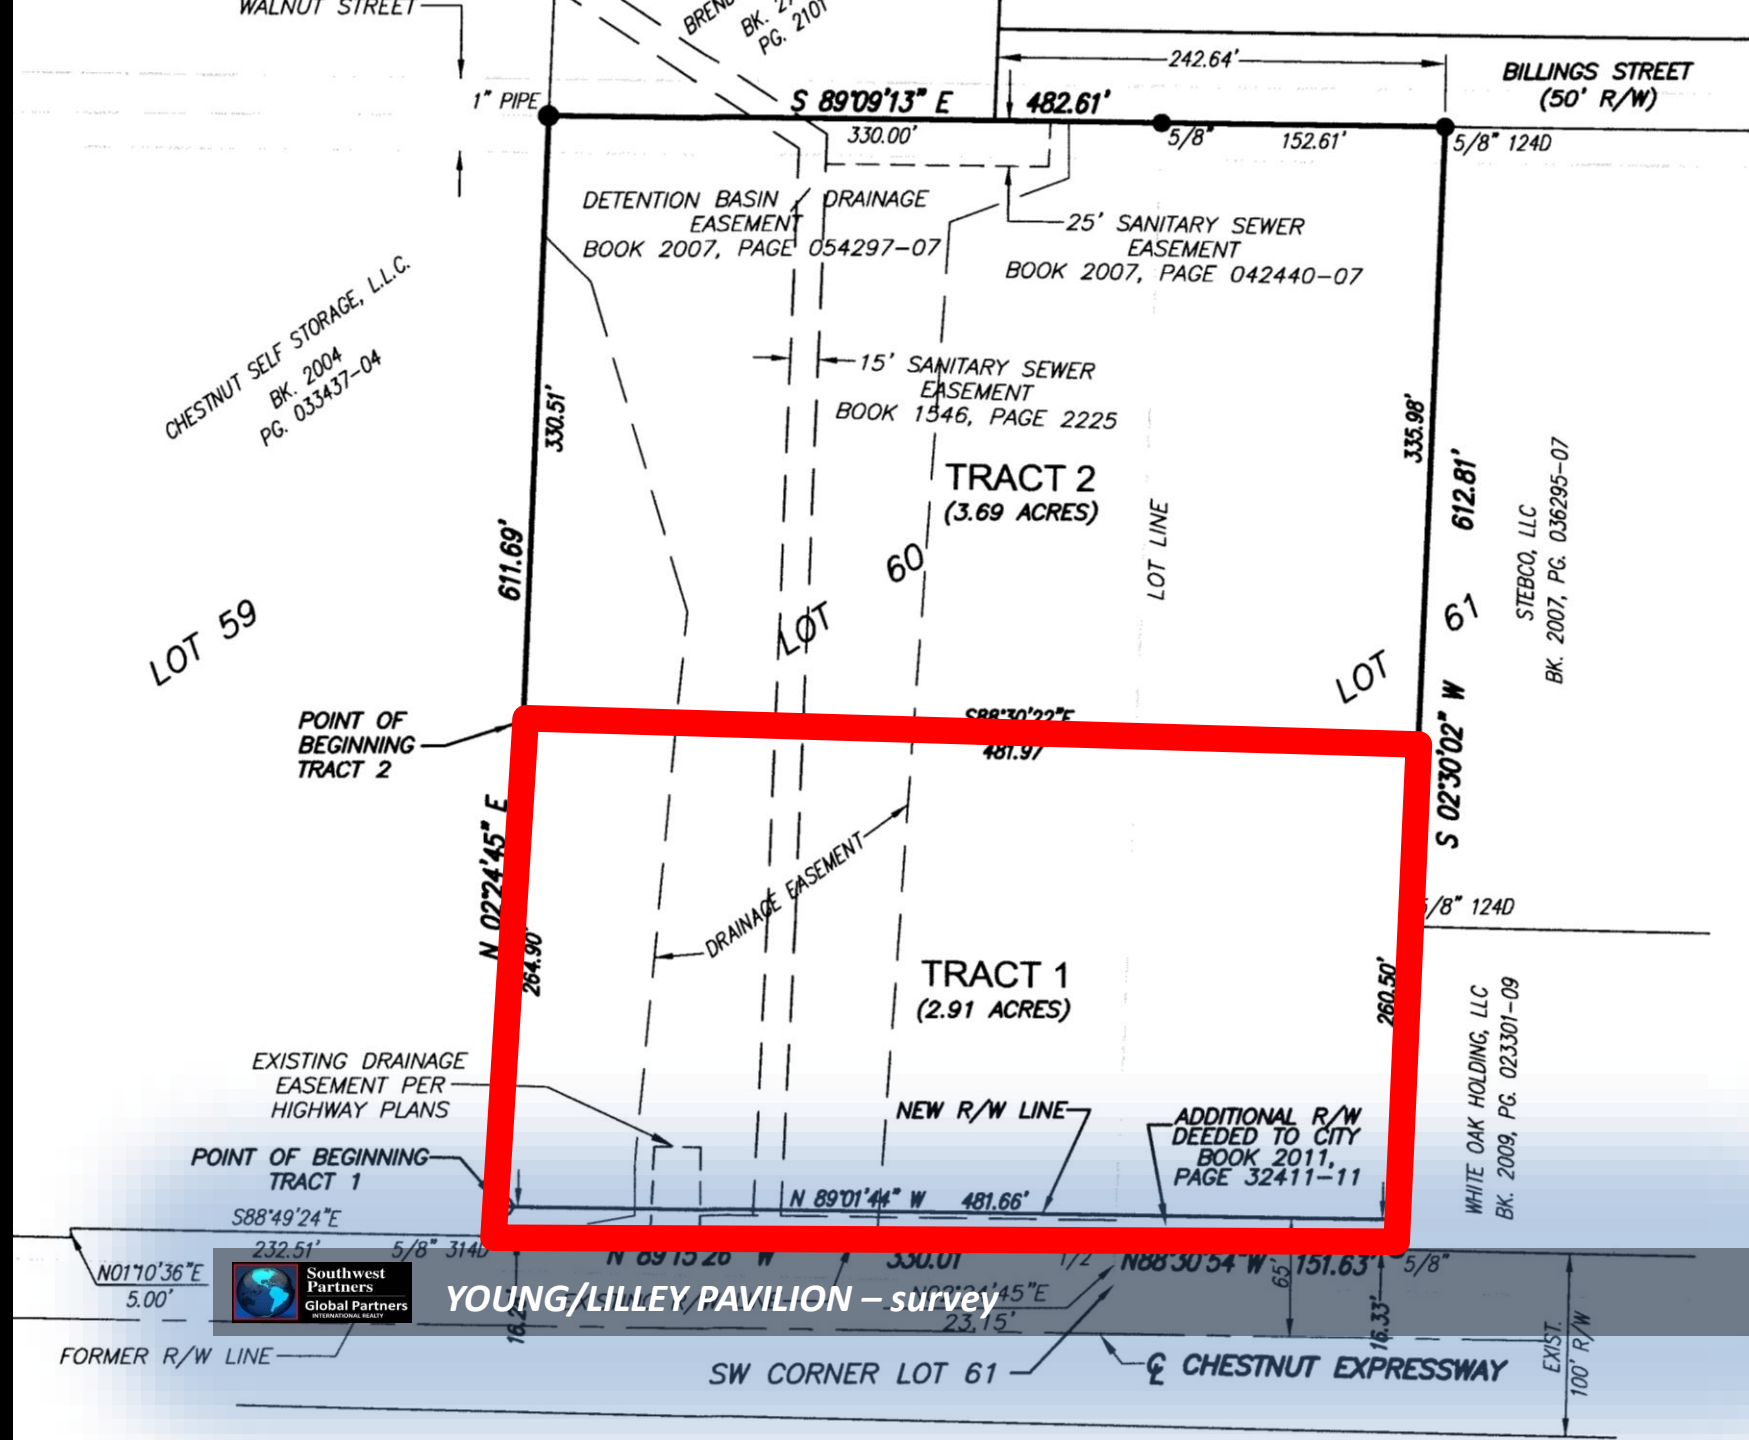 WALNUT STREET
BK.
PG. 2101
242.64'
BILLINGS STREET
(50' R/W)
1" PIPE
S 89°09'13" E
482.61'
330.00'
5/8"
152.61'
5/8" 124D
DETENTION BASIN / DRAINAGE
EASEMENT
BOOK 2007, PAGE 054297-07
25' SANITARY SEWER
EASEMENT
BOOK 2007, PAGE 042440-07
CHESTNUT SELF STORAGE, L.L.C.
BK. 2004
PG. 033437-04
15' SANITARY SEWER
EASEMENT
BOOK 1546, PAGE 2225
330.51'
335.98'
TRACT 2
(3.69 ACRES)
611.69'
612.81'
LOT LINE
STEBCO, LLC
BK. 2007, PG. 036295-07
LOT 60
LOT 61
LOT 59
POINT OF
BEGINNING
TRACT 2
S88°30'22"E
481.97'
S 02°30'02" W
N 02°24'45" E
264.90'
DRAINAGE EASEMENT
5/8" 124D
TRACT 1
(2.91 ACRES)
260.50'
WHITE OAK HOLDING, LLC
BK. 2009, PG. 023301-09
EXISTING DRAINAGE
EASEMENT PER
HIGHWAY PLANS
NEW R/W LINE
ADDITIONAL R/W
DEEDED TO CITY
BOOK 2011,
PAGE 32411-11
POINT OF BEGINNING
TRACT 1
N 89°01'44" W 481.66'
S88°49'24"E
232.51'
5/8" 314D
N 89°15'26" W
330.01'
1/2"
N88°30'54"W
151.63'
5/8"
N01°10'36"E
5.00'
65'
Southwest
Partners
Global Partners
INTERNATIONAL REALTY
YOUNG/LILLEY PAVILION – survey
N02°24'45"E
23.15'
16.33'
EXIST.
100' R/W
FORMER R/W LINE
SW CORNER LOT 61
℄ CHESTNUT EXPRESSWAY